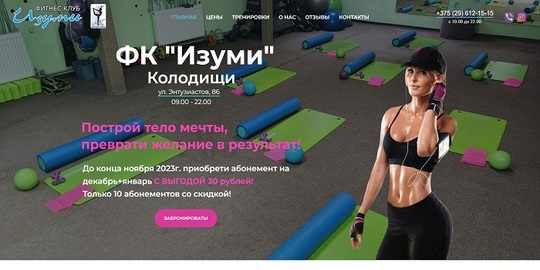 ФИТНЕС КЛУБ
Изуми
ГЛАВНАЯ ЦЕНЫ ТРЕНИРОВКИ О НАС ОТЗЫВЫ КОНТАКТЫ
+375 (29) 612-15-15
с 10:00 до 22:00
ФК "Изуми"
Колодищи
ул. Энтузиастов, 8б
09.00 - 22.00
Построй тело мечты,
преврати желание в результат!
До конца ноября 2023г. приобрети абонемент на
декабрь+январь С ВЫГОДОЙ 30 рублей!
Только 10 абонементов со скидкой!
ЗАБРОНИРОВАТЬ!